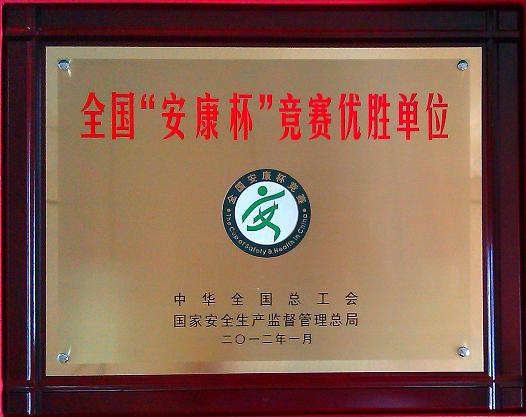 全国“安康杯”竞赛优胜单位
全国安康杯竞赛
The Cup of Safety & Health in China
中华全国总工会
国家安全生产监督管理总局
二〇一二年一月